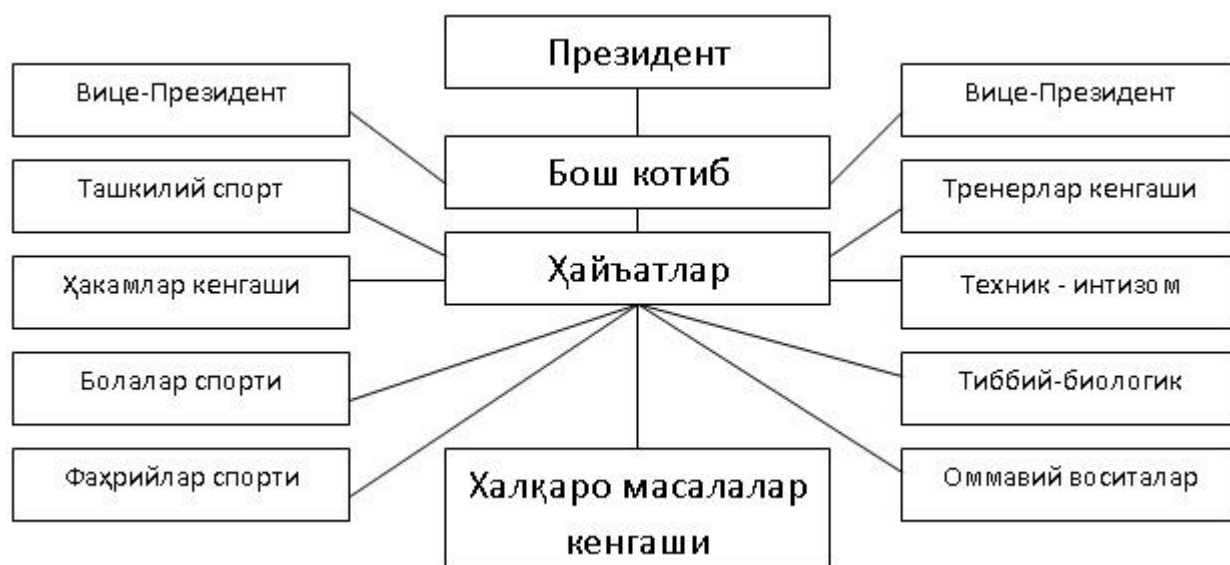 Президент
Вице-Президент
Вице-Президент
Бош котиб
Ташкилий спорт
Тренерлар кенгаши
Ҳайъатлар
Ҳакамлар кенгаши
Техник - интизом
Болалар спорти
Тиббий-биологик
Фаҳрийлар спорти
Халқаро масалалар
кенгаши
Оммавий воситалар